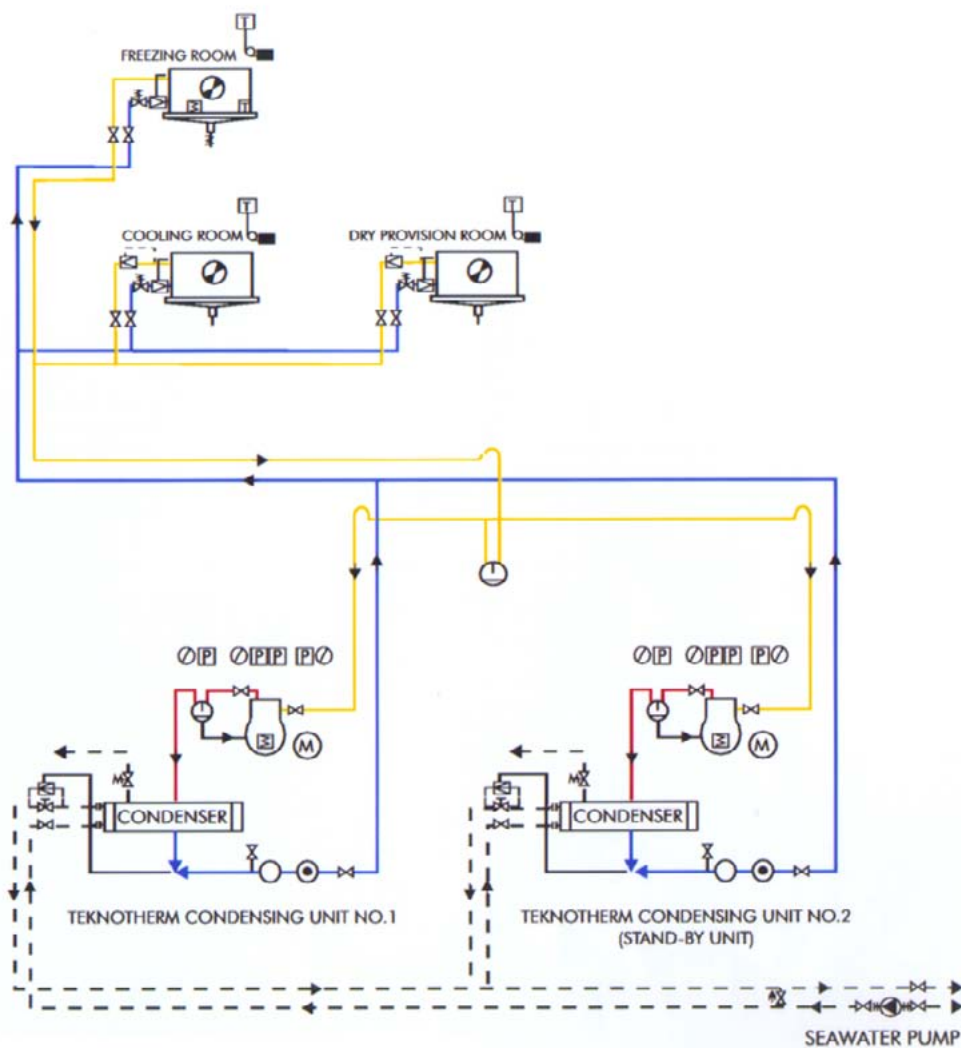 T
FREEZING ROOM
T
T
T
COOLING ROOM
DRY PROVISION ROOM
P P P P
P P P P
M
M
M
M
CONDENSER
CONDENSER
TEKNOTHERM CONDENSING UNIT NO.1
TEKNOTHERM CONDENSING UNIT NO.2
(STAND-BY UNIT)
SEAWATER PUMP